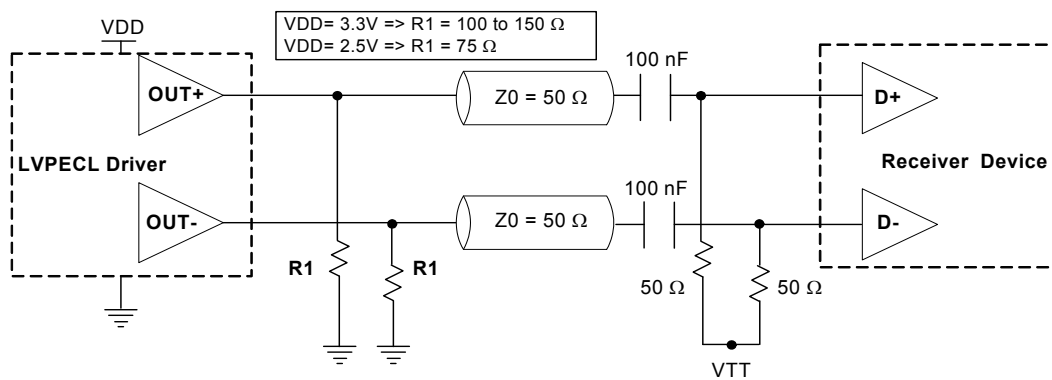 VDD
VDD= 3.3V => R1 = 100 to 150 Ω
VDD= 2.5V => R1 = 75 Ω
100 nF
OUT+
Z0 = 50 Ω
D+
LVPECL Driver
Receiver Device
100 nF
OUT-
Z0 = 50 Ω
D-
R1
R1
50 Ω
50 Ω
VTT